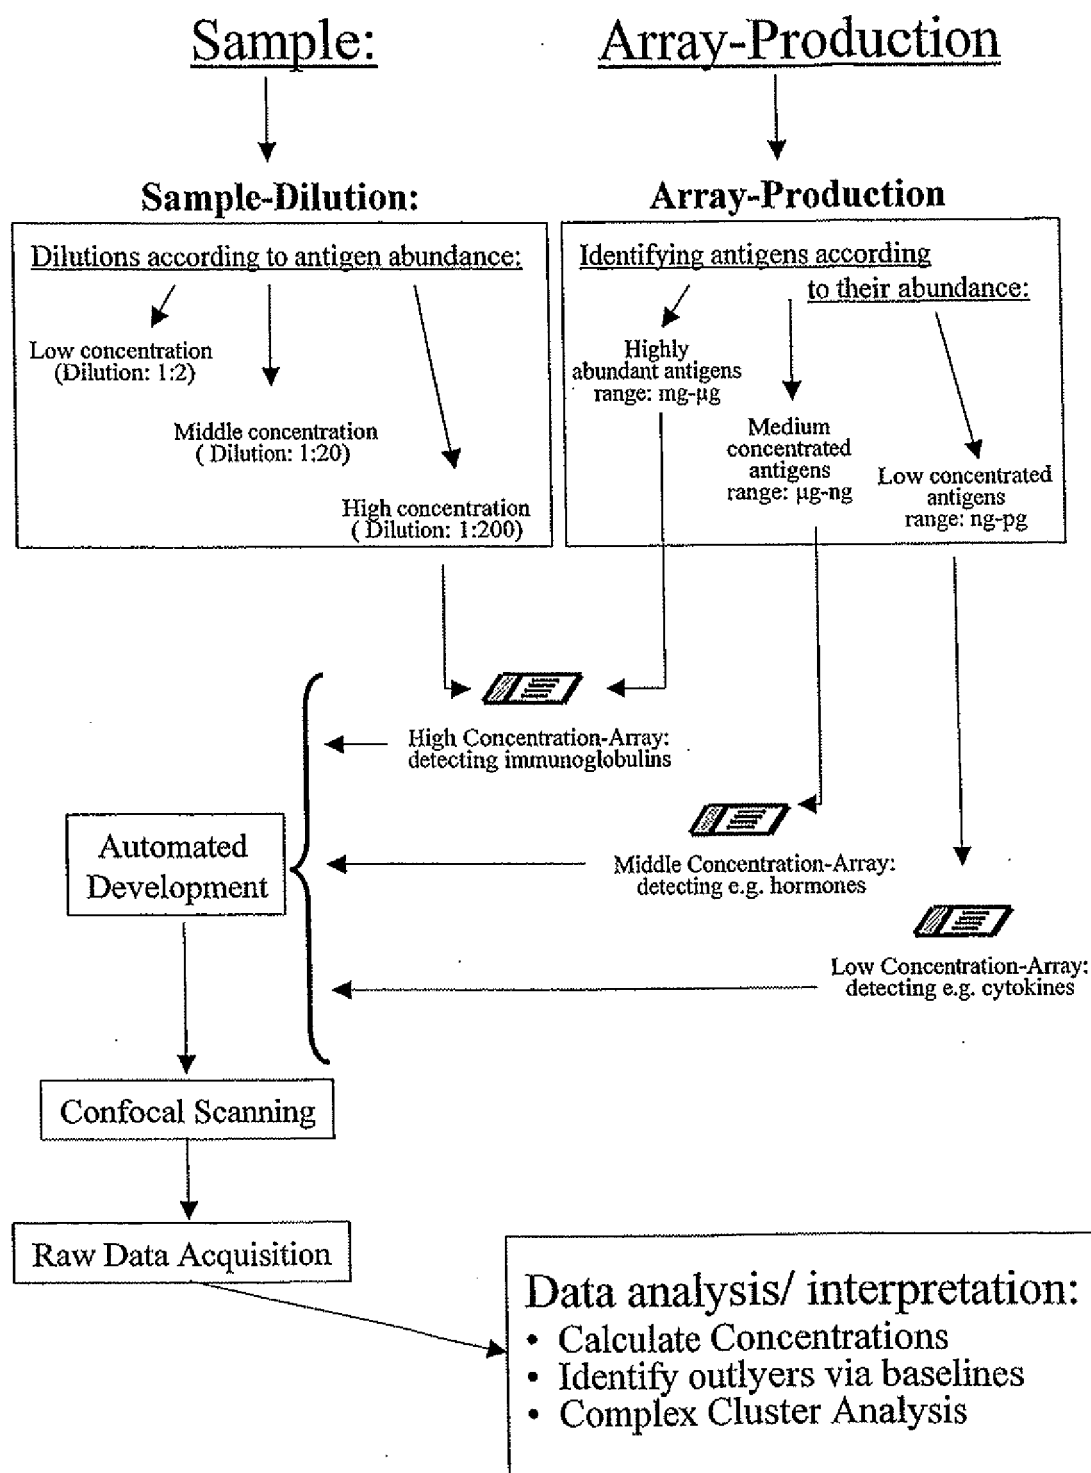 Sample:
Array-Production
Sample-Dilution:
Array-Production
Dilutions according to antigen abundance:
Low concentration
(Dilution: 1:2)
Middle concentration
( Dilution: 1:20)
High concentration
( Dilution: 1:200)
Identifying antigens according
to their abundance:
Highly
abundant antigens
range: mg-µg
Medium
concentrated
antigens
range: µg-ng
Low concentrated
antigens
range: ng-pg
High Concentration-Array:
detecting immunoglobulins
Middle Concentration-Array:
detecting e.g. hormones
Low Concentration-Array:
detecting e.g. cytokines
Automated
Development
Confocal Scanning
Raw Data Acquisition
Data analysis/ interpretation:
• Calculate Concentrations
• Identify outlyers via baselines
• Complex Cluster Analysis